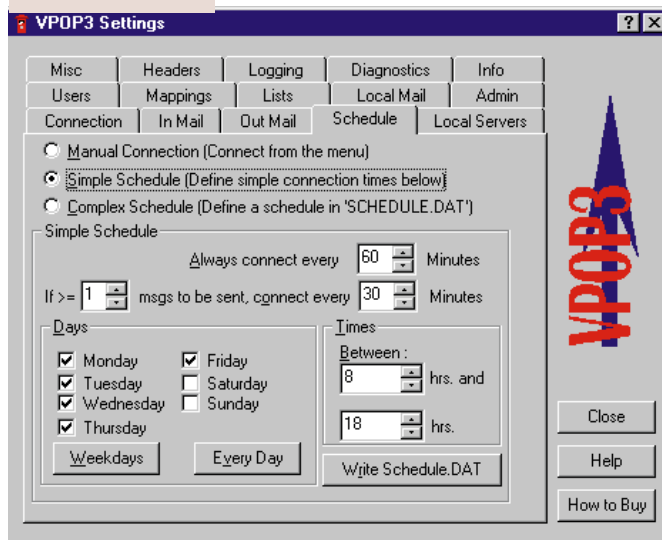 VPOP3 Settings
Misc Headers Logging Diagnostics Info
Users Mappings Lists Local Mail Admin
Connection In Mail Out Mail Schedule Local Servers
Manual Connection (Connect from the menu)
Simple Schedule (Define simple connection times below)
Complex Schedule (Define a schedule in 'SCHEDULE.DAT')
Simple Schedule
Always connect every 60 Minutes
If >= 1 msgs to be sent, connect every 30 Minutes
Days
Monday Friday
Tuesday Saturday
Wednesday Sunday
Thursday
Weekdays Every Day
Times
Between :
8 hrs. and
18 hrs.
Write Schedule.DAT
VPOP3
Close
Help
How to Buy